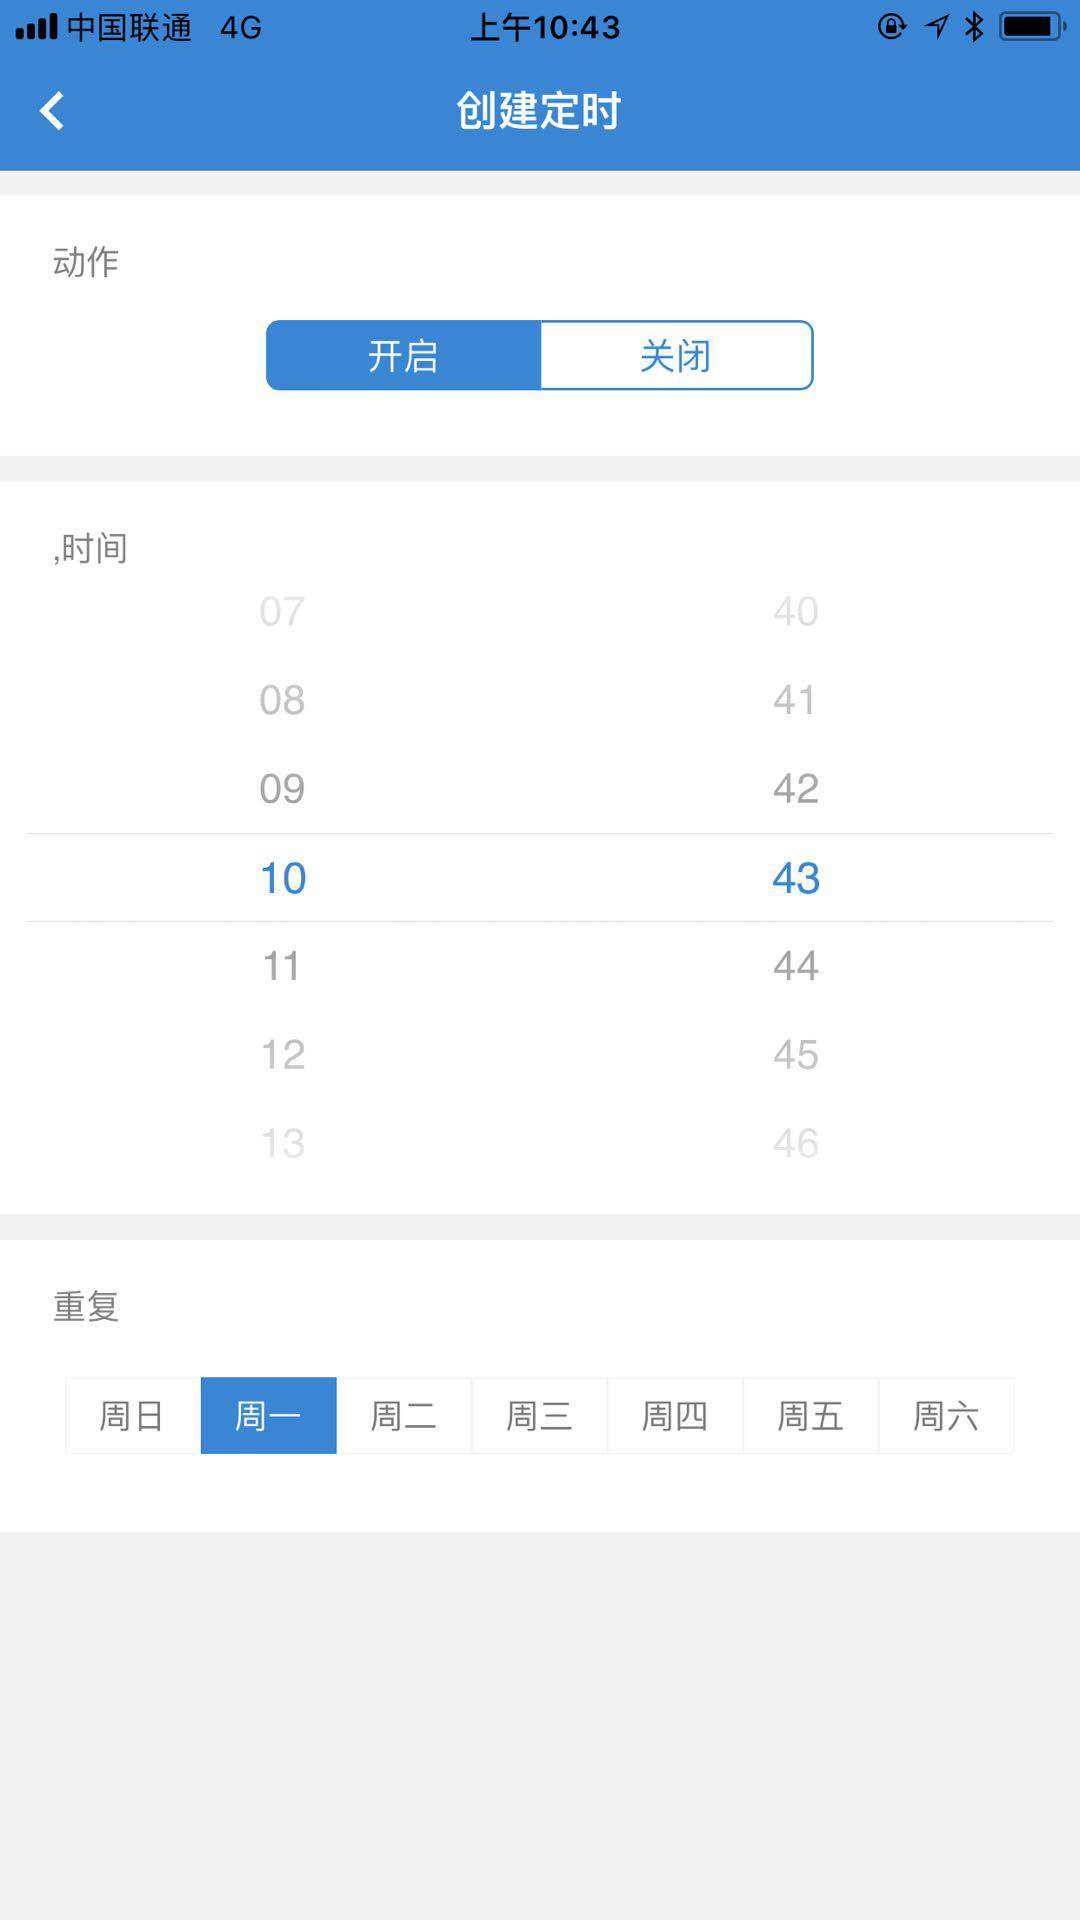 中国联通 4G 上午10:43
创建定时
动作
开启 关闭
,时间
07 40
08 41
09 42
10 43
11 44
12 45
13 46
重复
周日 周一 周二 周三 周四 周五 周六